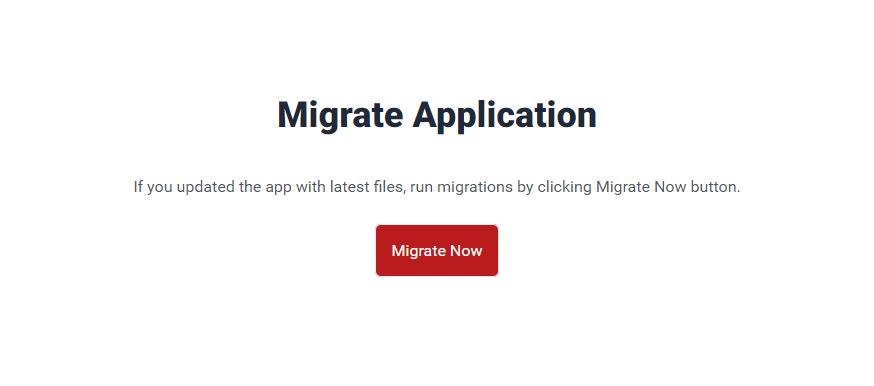 Migrate Application
If you updated the app with latest files, run migrations by clicking Migrate Now button.
Migrate Now